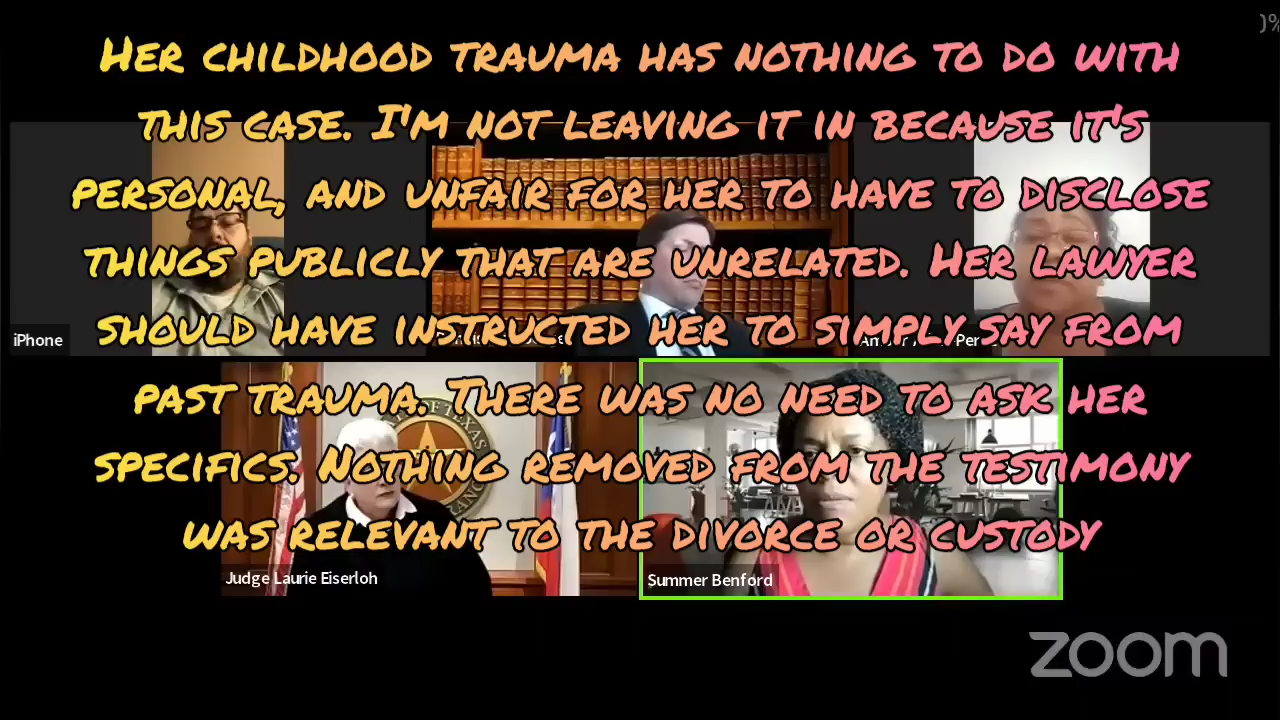 0%
HER CHILDHOOD TRAUMA HAS NOTHING TO DO WITH
THIS CASE. I'M NOT LEAVING IT IN BECAUSE IT'S
PERSONAL, AND UNFAIR FOR HER TO HAVE TO DISCLOSE
THINGS PUBLICLY THAT ARE UNRELATED. HER LAWYER
SHOULD HAVE INSTRUCTED HER TO SIMPLY SAY FROM
PAST TRAUMA. THERE WAS NO NEED TO ASK HER
SPECIFICS. NOTHING REMOVED FROM THE TESTIMONY
WAS RELEVANT TO THE DIVORCE OR CUSTODY
iPhone
Judge Laurie Eiserloh
Summer Benford
zoom